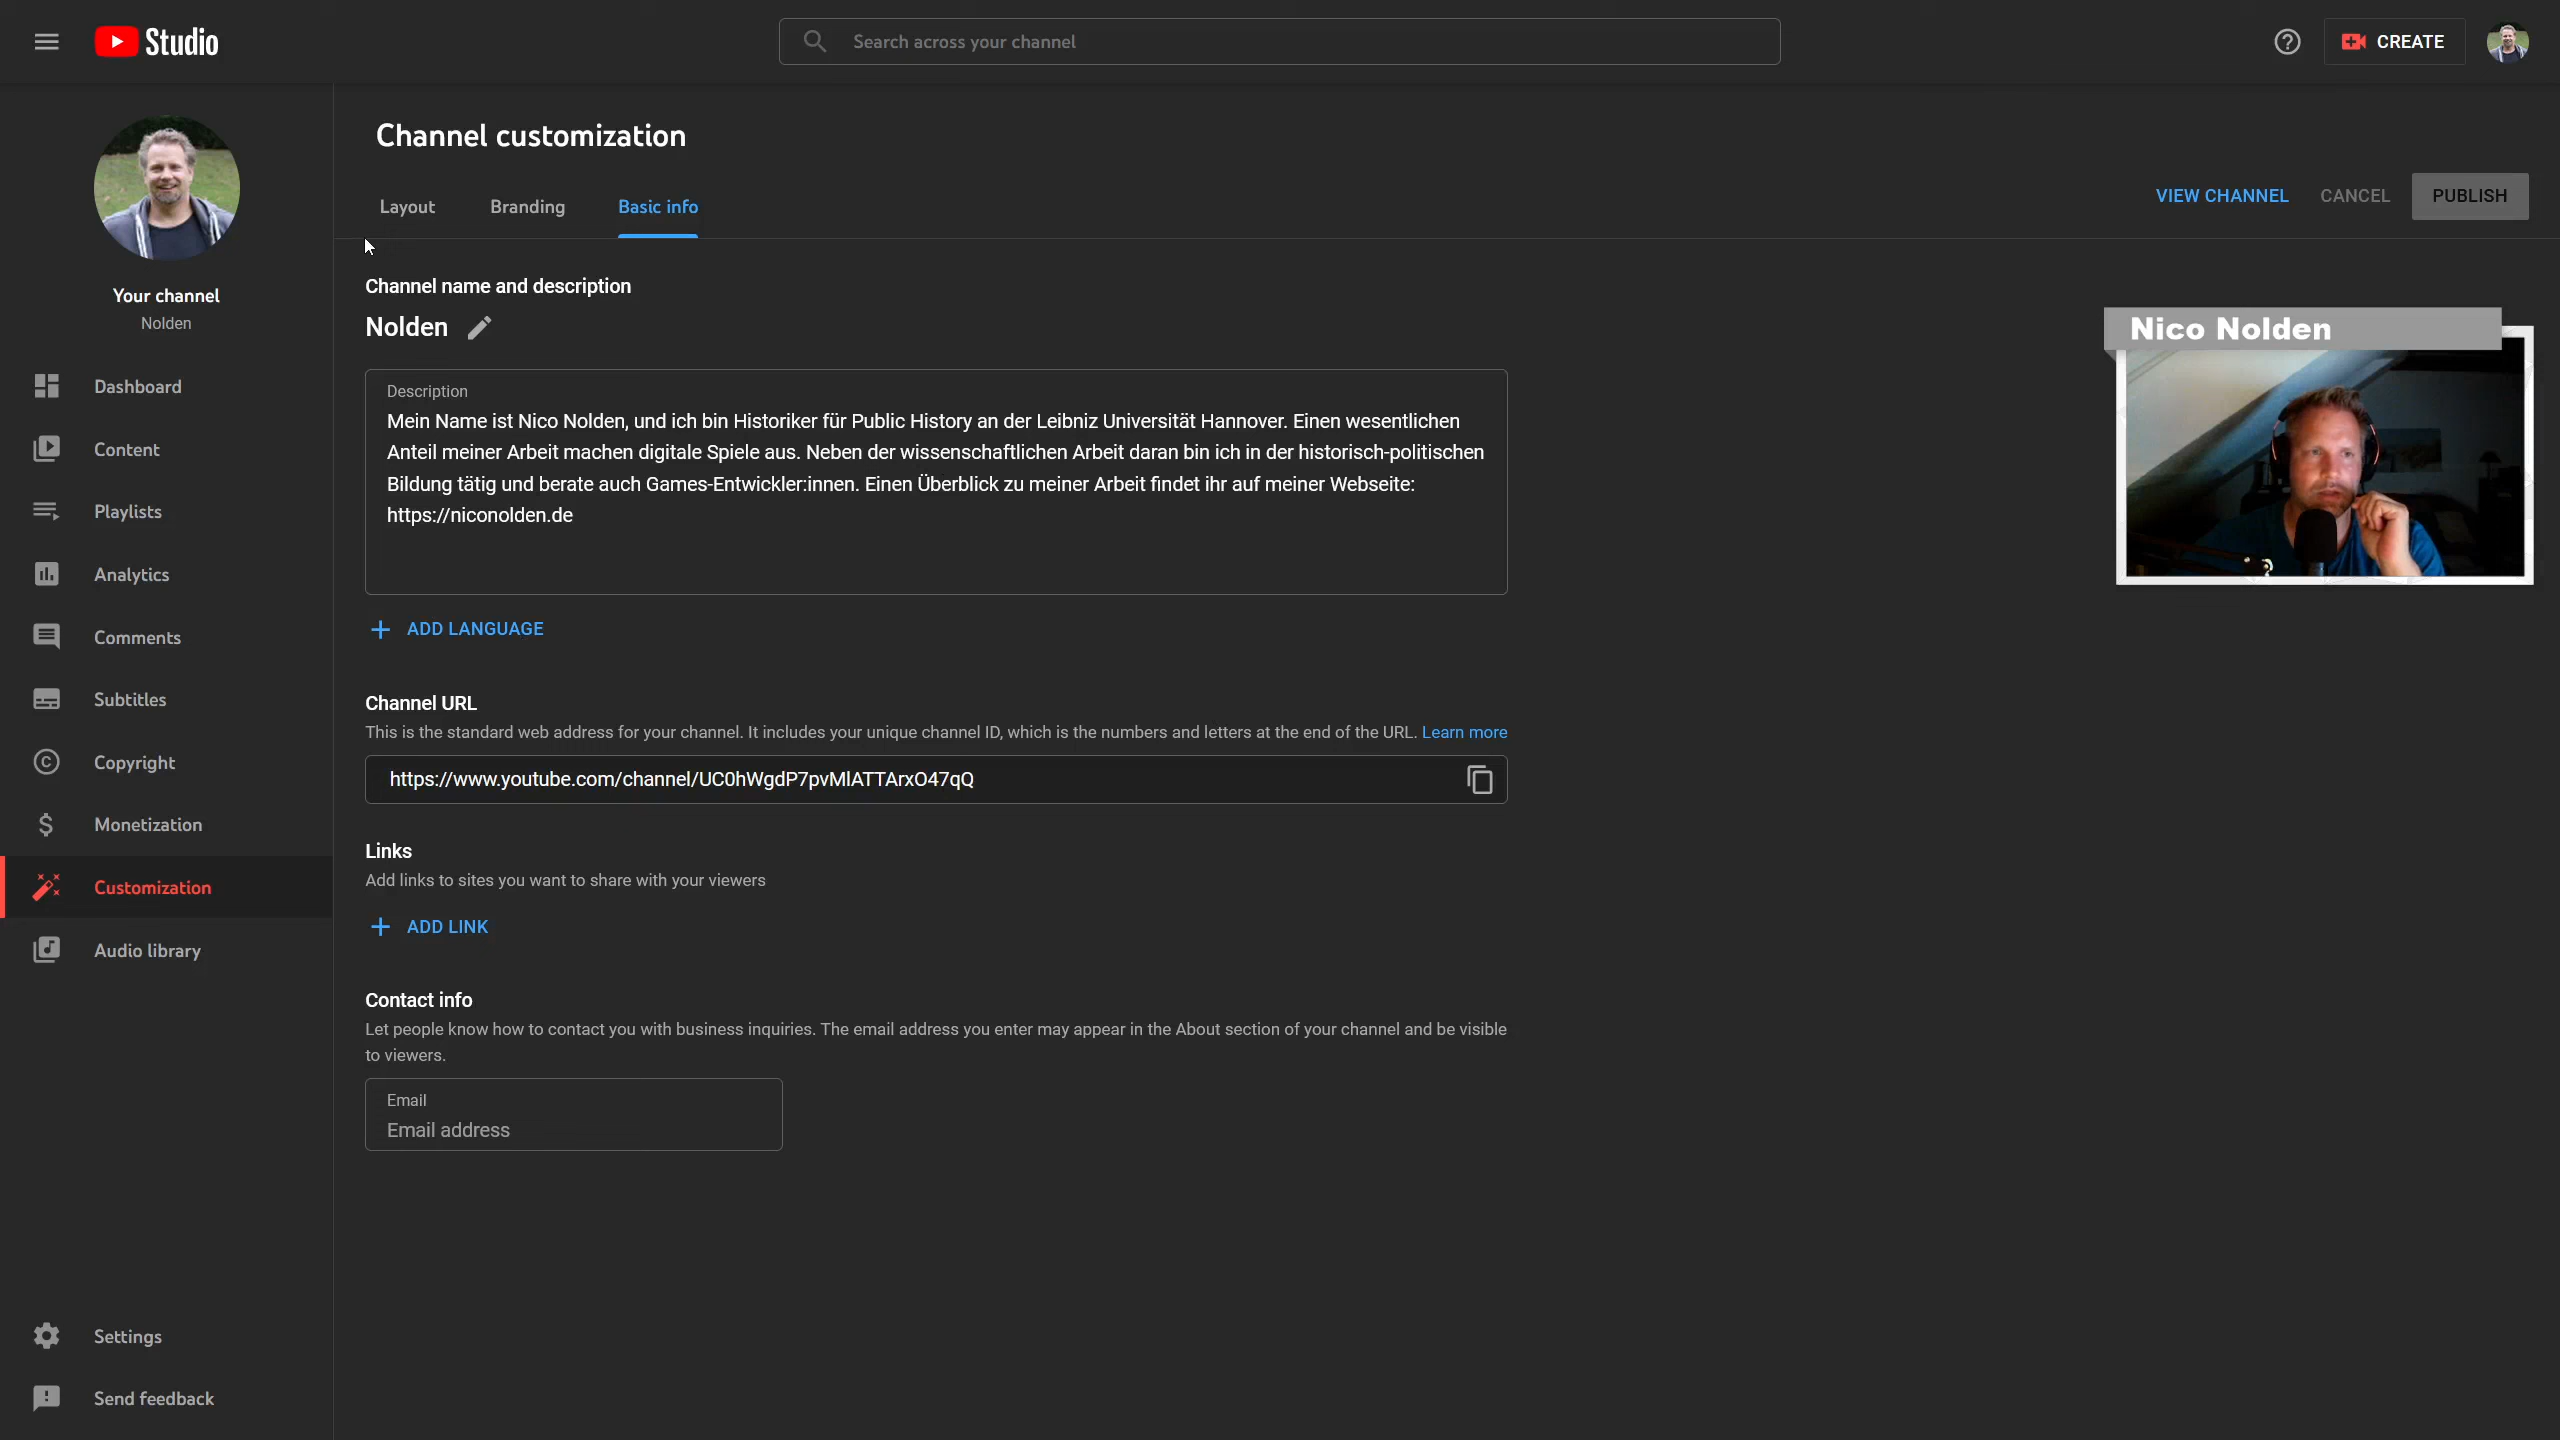 Studio
Search across your channel
CREATE
Channel customization
Layout
Branding
Basic info
VIEW CHANNEL
CANCEL
PUBLISH
Your channel
Nolden
Dashboard
Content
Playlists
Analytics
Comments
Subtitles
Copyright
Monetization
Customization
Audio library
Settings
Send feedback
Channel name and description
Nolden
Description
Mein Name ist Nico Nolden, und ich bin Historiker für Public History an der Leibniz Universität Hannover. Einen wesentlichen
Anteil meiner Arbeit machen digitale Spiele aus. Neben der wissenschaftlichen Arbeit daran bin ich in der historisch-politischen
Bildung tätig und berate auch Games-Entwickler:innen. Einen Überblick zu meiner Arbeit findet ihr auf meiner Webseite:
https://niconolden.de
ADD LANGUAGE
Channel URL
This is the standard web address for your channel. It includes your unique channel ID, which is the numbers and letters at the end of the URL. Learn more
https://www.youtube.com/channel/UC0hWgdP7pvMIATTArxO47qQ
Links
Add links to sites you want to share with your viewers
ADD LINK
Contact info
Let people know how to contact you with business inquiries. The email address you enter may appear in the About section of your channel and be visible
to viewers.
Email
Email address
Nico Nolden